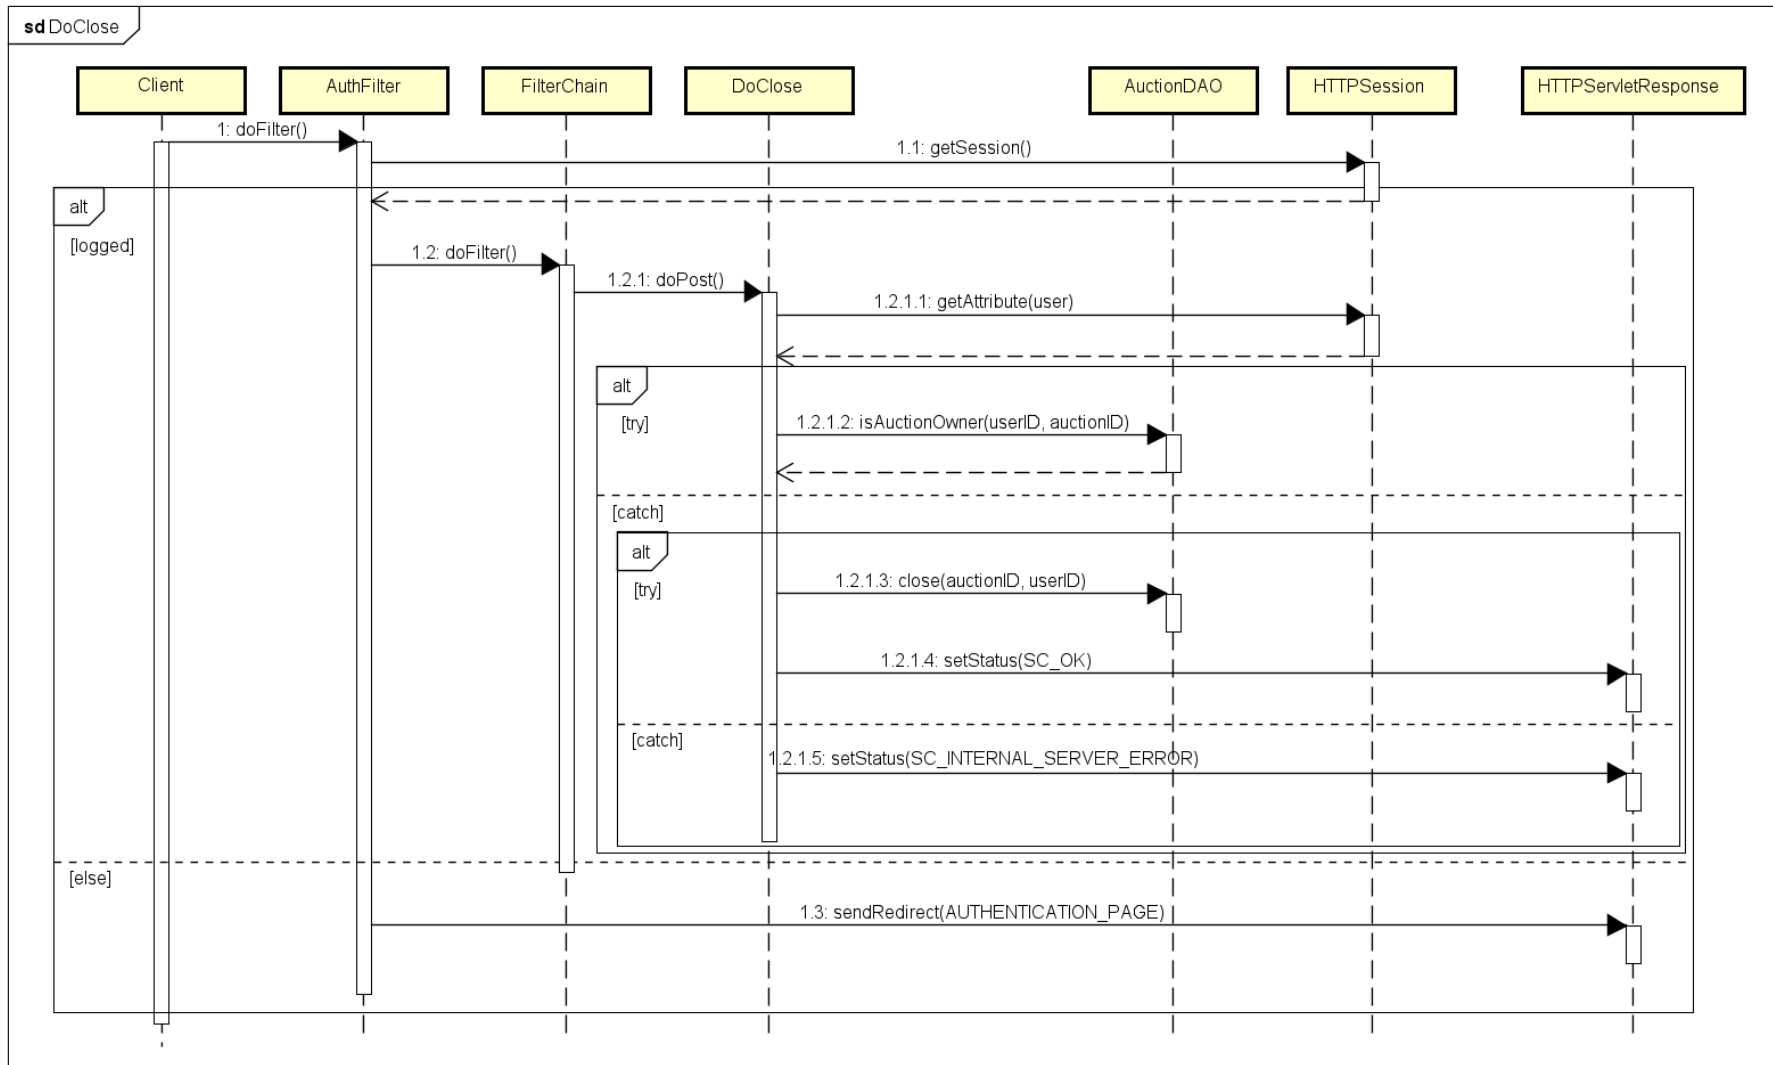 sd DoClose
Client
AuthFilter
FilterChain
DoClose
AuctionDAO
HTTPSession
HTTPServletResponse
1: doFilter()
1.1: getSession()
alt
[logged]
1.2: doFilter()
1.2.1: doPost()
1.2.1.1: getAttribute(user)
alt
[try]
1.2.1.2: isAuctionOwner(userID, auctionID)
[catch]
alt
[try]
1.2.1.3: close(auctionID, userID)
1.2.1.4: setStatus(SC_OK)
[catch]
1.2.1.5: setStatus(SC_INTERNAL_SERVER_ERROR)
[else]
1.3: sendRedirect(AUTHENTICATION_PAGE)